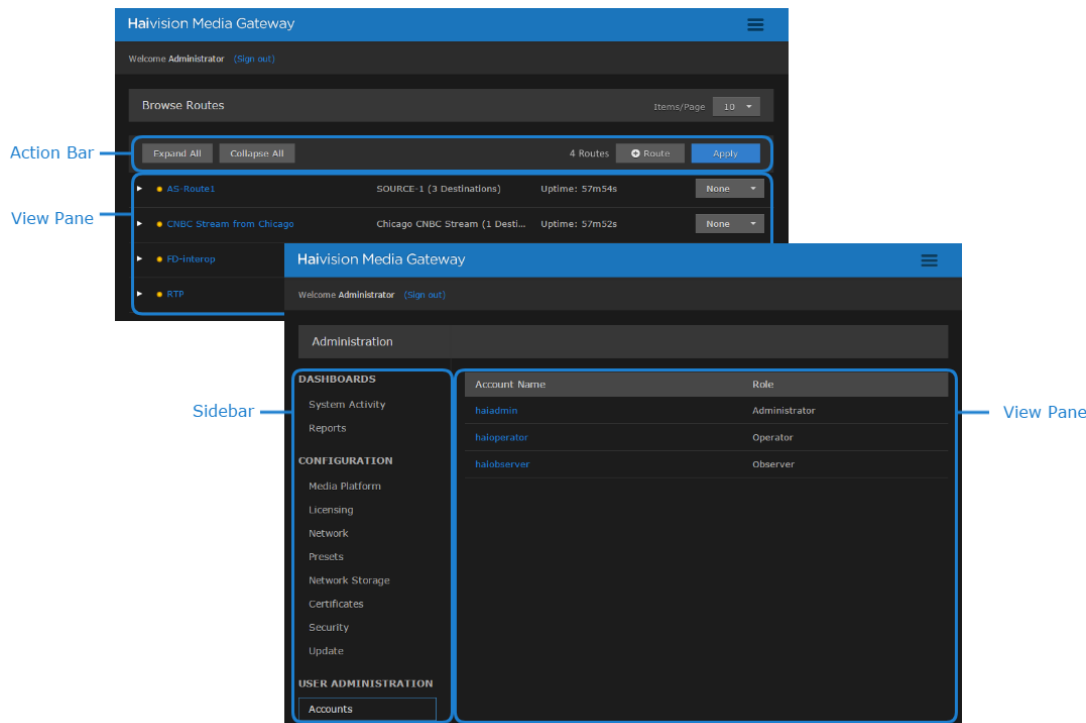 Haivision Media Gateway
Welcome Administrator (Sign out)
Browse Routes
Items/Page 10
Action Bar
Expand All Collapse All 4 Routes Route Apply
View Pane
AS-Route1 SOURCE-1 (3 Destinations) Uptime: 57m54s None
CNBC Stream from Chicago Chicago CNBC Stream (1 Desti... Uptime: 57m52s None
FD-interop
RTP
Haivision Media Gateway
Welcome Administrator (Sign out)
Administration
Sidebar
DASHBOARDS
System Activity
Reports
CONFIGURATION
Media Platform
Licensing
Network
Presets
Network Storage
Certificates
Security
Update
USER ADMINISTRATION
Accounts
Account Name Role
haiadmin Administrator
haioperator Operator
haiobserver Observer
View Pane